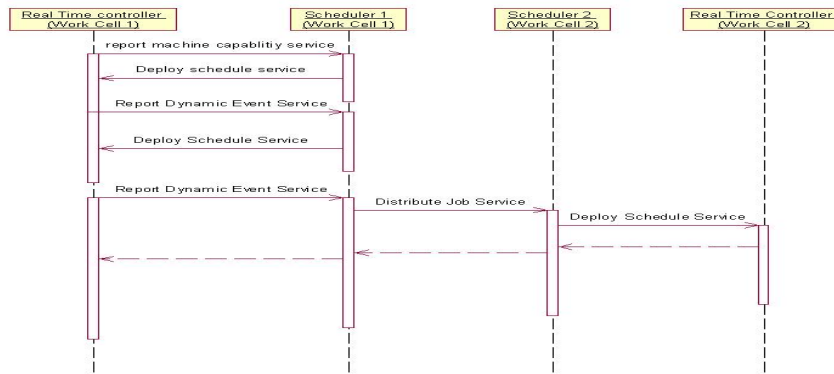 Real Time controller
(Work Cell 1)
Scheduler 1
(Work Cell 1)
Scheduler 2
(Work Cell 2)
Real Time Controller
(Work Cell 2)
report machine capablitiy service
Deploy schedule service
Report Dynamic Event Service
Deploy Schedule Service
Report Dynamic Event Service
Distribute Job Service
Deploy Schedule Service